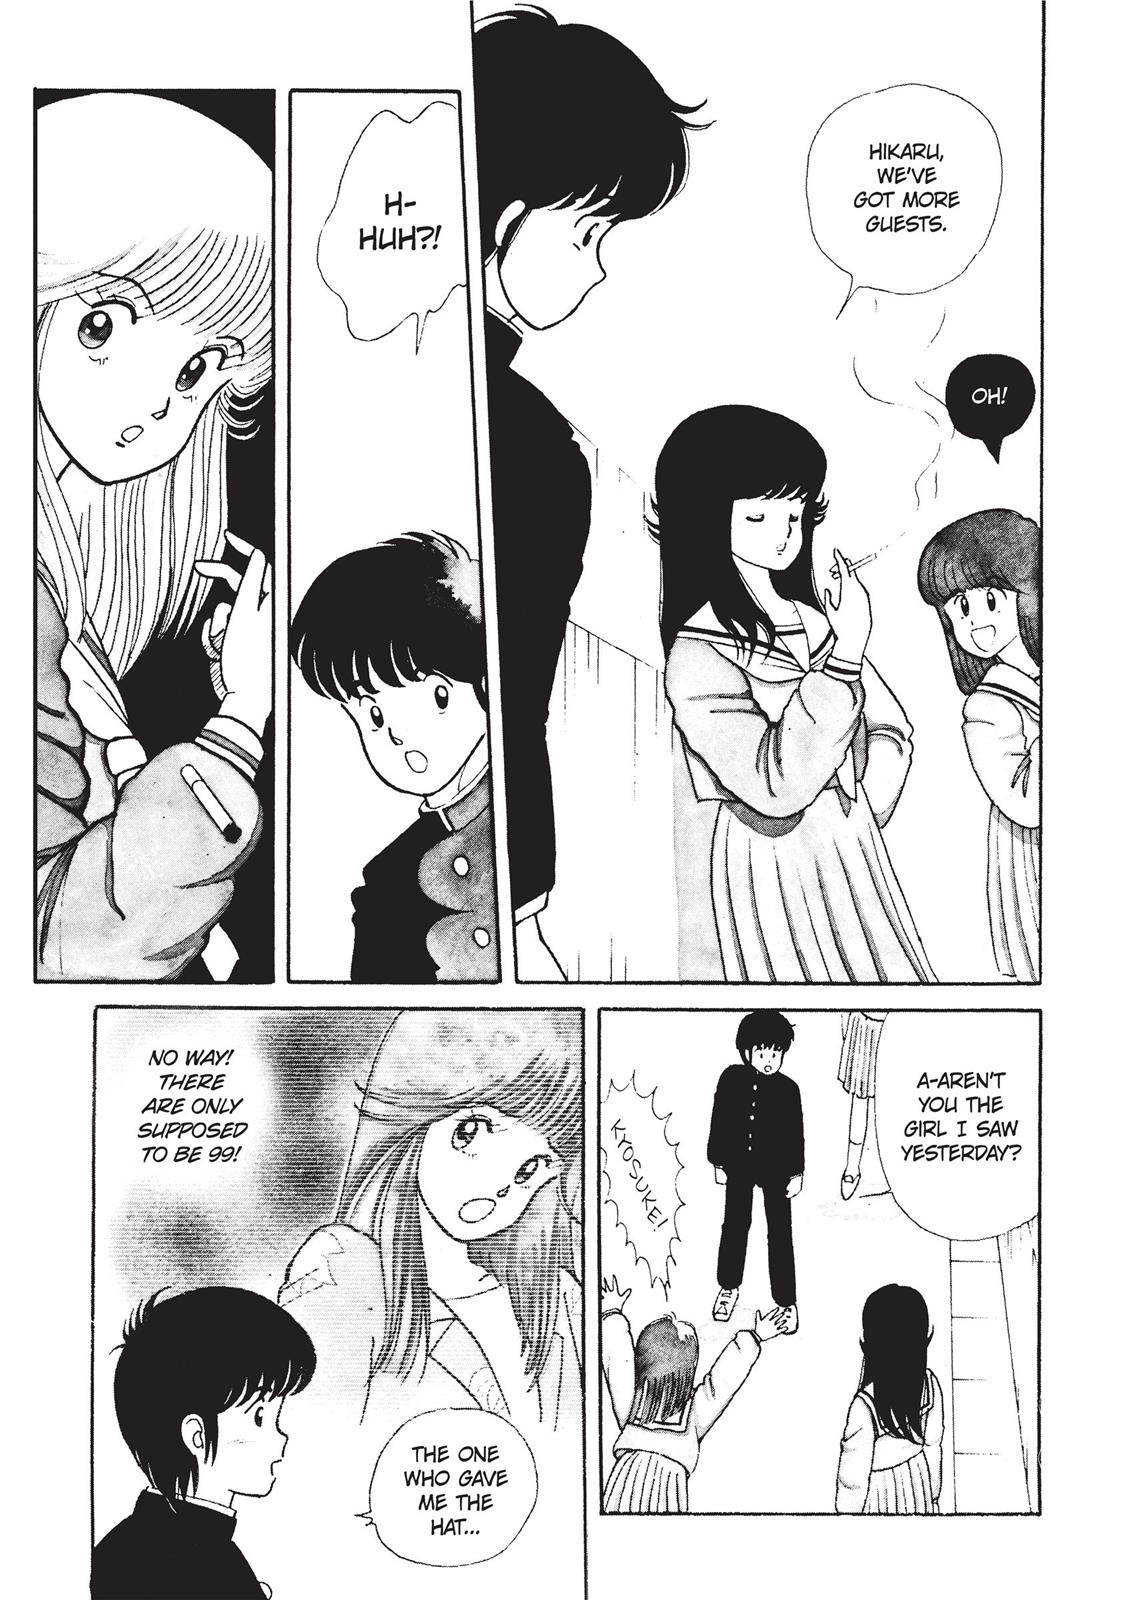 HIKARU,
WE'VE
GOT MORE
GUESTS.
OH!
H-
HUH?!
A-AREN'T
YOU THE
GIRL I SAW
YESTERDAY?
KYOSUKE!
NO WAY!
THERE
ARE ONLY
SUPPOSED
TO BE 99!
THE ONE
WHO GAVE
ME THE
HAT...